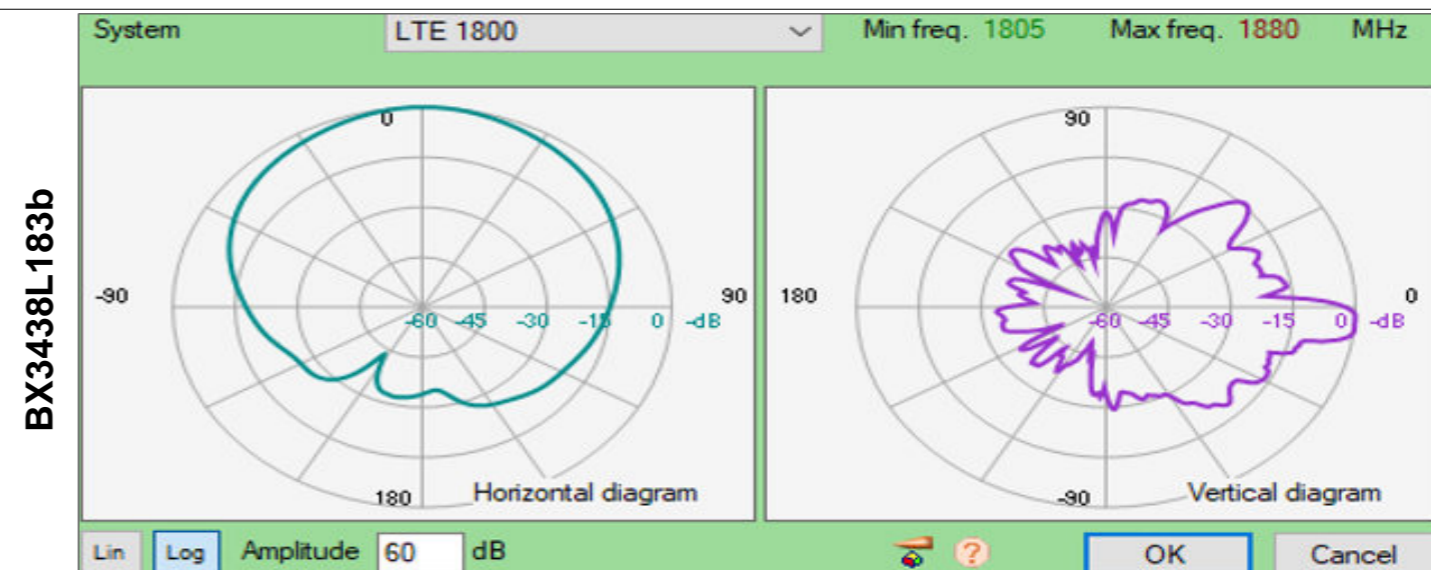 BX3438L183b
System LTE 1800 Min freq. 1805 Max freq. 1880 MHz
0
-90 90
-60 -45 -30 -15 0 -dB
180 Horizontal diagram
90
180 0
-60 -45 -30 -15 0 -dB
-90 Vertical diagram
Lin Log Amplitude 60 dB ? OK Cancel